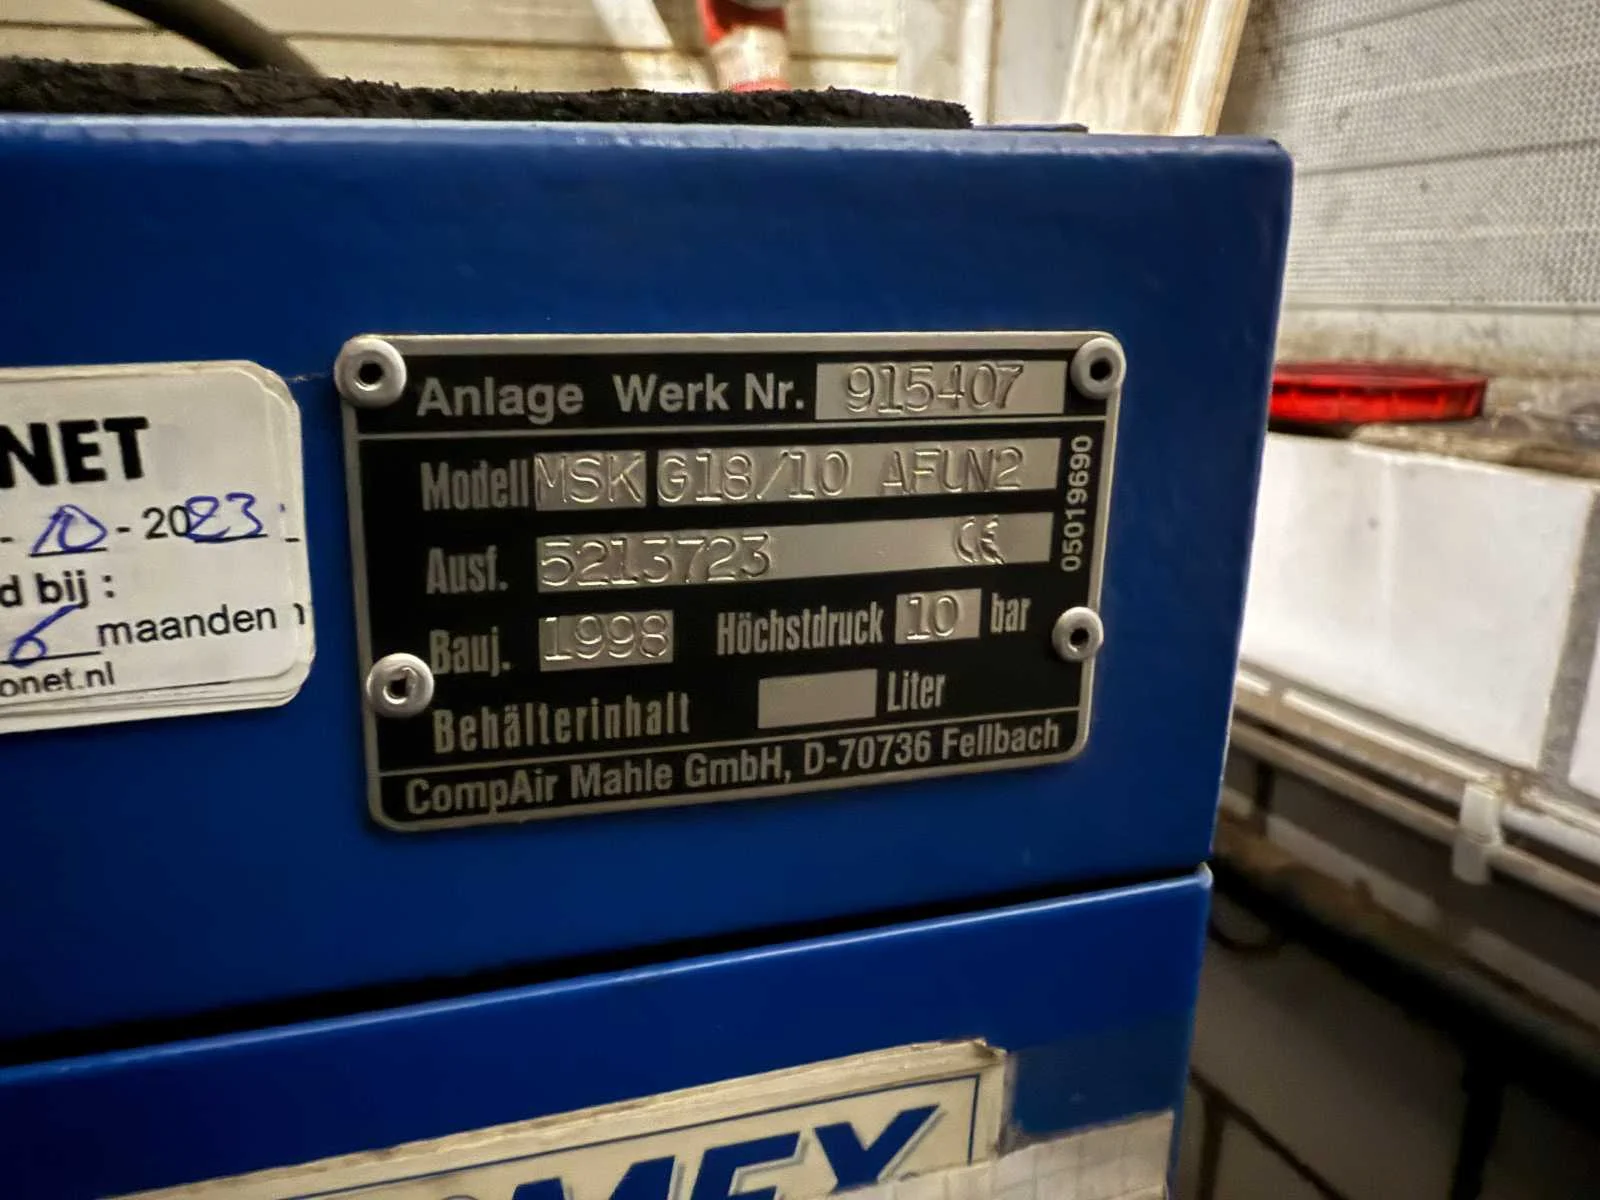 NET
- 10 - 2023
d bij :
6 maanden
onet.nl
Anlage Werk Nr. 915407
Modell MSK G18/10 AFUN2
Ausf. 5213723 CE
Bauj. 1998 Höchstdruck 10 bar
Behälterinhalt Liter
CompAir Mahle GmbH, D-70736 Fellbach
05019690